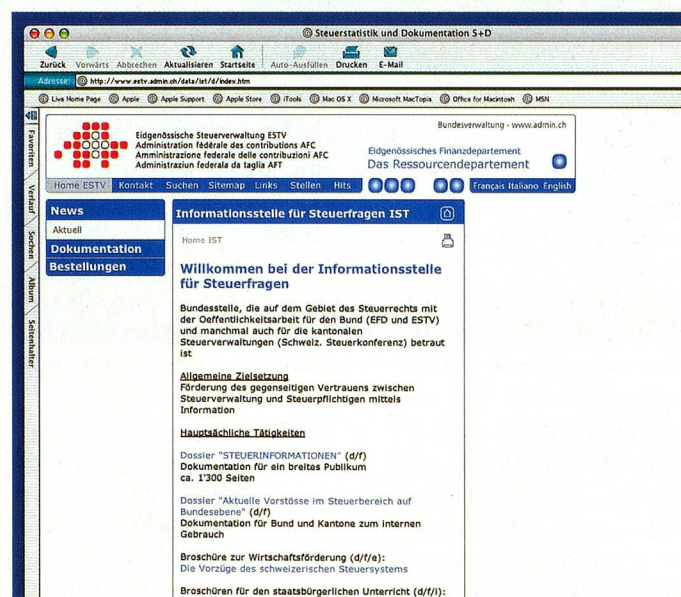 Steuerstatistik und Dokumentation S+D
Zurück Vorwärts Abbrechen Aktualisieren Startseite Auto-Ausfüllen Drucken E-Mail
Adresse: http://www.estv.admin.ch/data/ist/d/index.htm
Live Home Page Apple Apple Support Apple Store iTools Mac OS X Microsoft MacTopia Office for Macintosh MSN
Favoriten
Verlauf
Suchen
Album
Seitenhalter
Bundesverwaltung - www.admin.ch
Eidgenössische Steuerverwaltung ESTV
Administration fédérale des contributions AFC
Amministrazione federale delle contribuzioni AFC
Administraziun federala da taglia AFT
Eidgenössisches Finanzdepartement
Das Ressourcendepartement
Home ESTV Kontakt Suchen Sitemap Links Stellen Hits Français Italiano English
News
Aktuell
Dokumentation
Bestellungen
Informationsstelle für Steuerfragen IST
Home IST
Willkommen bei der Informationsstelle
für Steuerfragen
Bundesstelle, die auf dem Gebiet des Steuerrechts mit
der Oeffentlichkeitsarbeit für den Bund (EFD und ESTV)
und manchmal auch für die kantonalen
Steuerverwaltungen (Schweiz. Steuerkonferenz) betraut
ist
Allgemeine Zielsetzung
Förderung des gegenseitigen Vertrauens zwischen
Steuerverwaltung und Steuerpflichtigen mittels
Information
Hauptsächliche Tätigkeiten
Dossier "STEUERINFORMATIONEN" (d/f)
Dokumentation für ein breites Publikum
ca. 1'300 Seiten
Dossier "Aktuelle Vorstösse im Steuerbereich auf
Bundesebene" (d/f)
Dokumentation für Bund und Kantone zum internen
Gebrauch
Broschüre zur Wirtschaftsförderung (d/f/e):
Die Vorzüge des schweizerischen Steuersystems
Broschüren für den staatsbürgerlichen Unterricht (d/f/i):